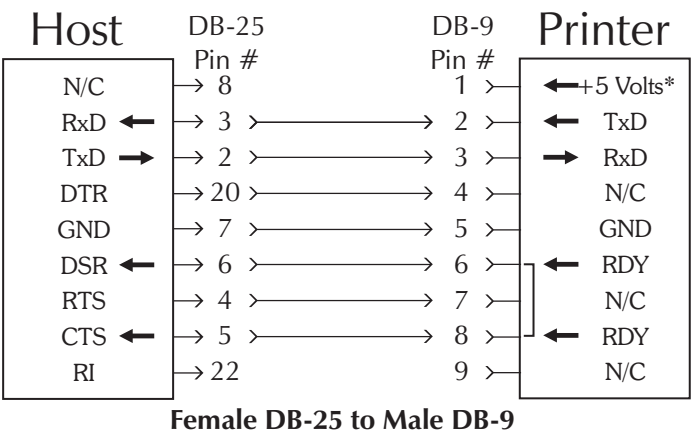 Host DB-25 Pin # DB-9 Pin # Printer
N/C 8 1 +5 Volts*
RxD 3 2 TxD
TxD 2 3 RxD
DTR 20 4 N/C
GND 7 5 GND
DSR 6 6 RDY
RTS 4 7 N/C
CTS 5 8 RDY
RI 22 9 N/C
Female DB-25 to Male DB-9